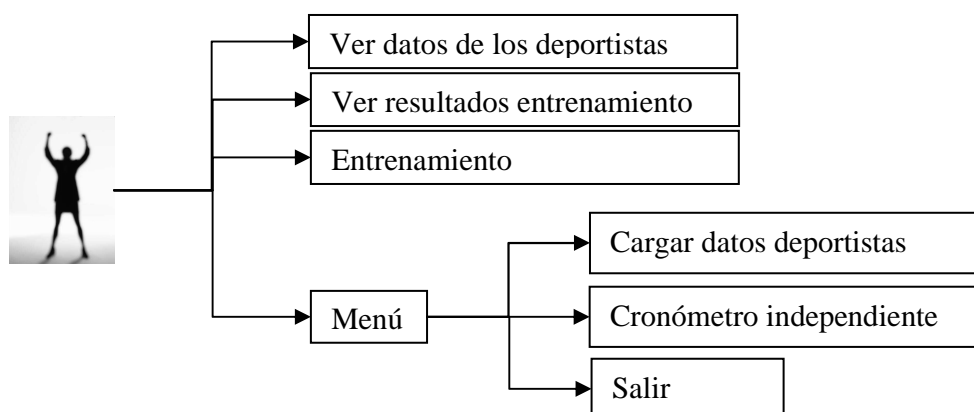 Ver datos de los deportistas
Ver resultados entrenamiento
Entrenamiento
Cargar datos deportistas
Menú
Cronómetro independiente
Salir